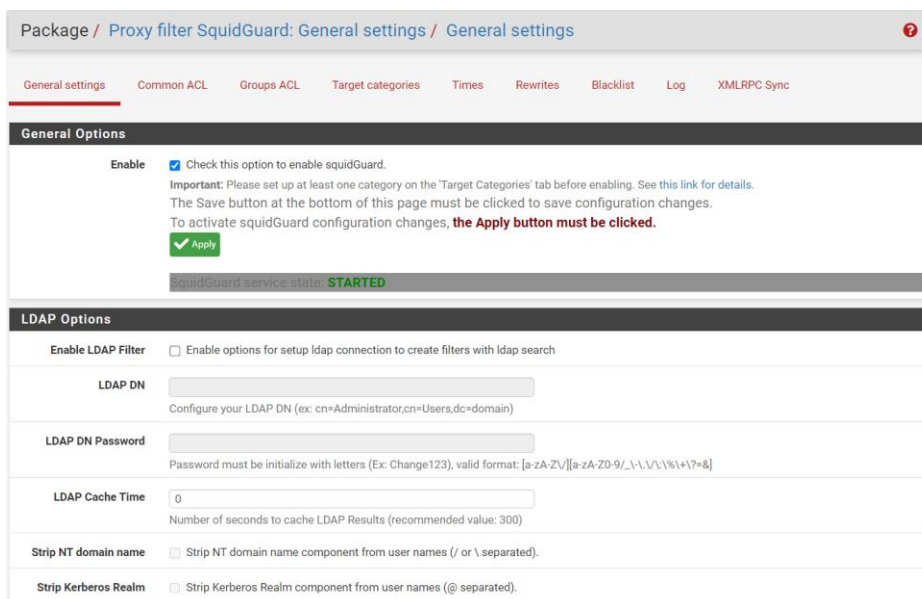 Package / Proxy filter SquidGuard: General settings / General settings
General settings Common ACL Groups ACL Target categories Times Rewrites Blacklist Log XMLRPC Sync
General Options
Enable Check this option to enable squidGuard.
Important: Please set up at least one category on the 'Target Categories' tab before enabling. See this link for details.
The Save button at the bottom of this page must be clicked to save configuration changes.
To activate squidGuard configuration changes, the Apply button must be clicked.
Apply
SquidGuard service state: STARTED
LDAP Options
Enable LDAP Filter Enable options for setup ldap connection to create filters with ldap search
LDAP DN
Configure your LDAP DN (ex: cn=Administrator,cn=Users,dc=domain)
LDAP DN Password
Password must be initialize with letters (Ex: Change123), valid format: [a-zA-Z\/][a-zA-Z0-9/_\-\.\/\:\%\+\?=&]
LDAP Cache Time 0
Number of seconds to cache LDAP Results (recommended value: 300)
Strip NT domain name Strip NT domain name component from user names (/ or \ separated).
Strip Kerberos Realm Strip Kerberos Realm component from user names (@ separated).